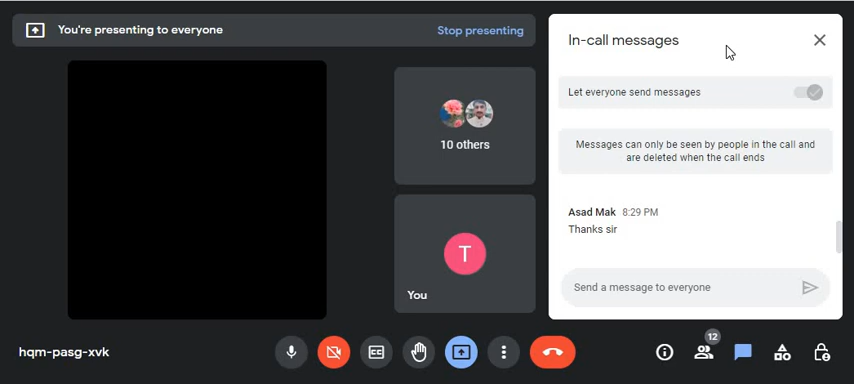 You're presenting to everyone
Stop presenting
In-call messages
Let everyone send messages
Messages can only be seen by people in the call and
are deleted when the call ends
10 others
Asad Mak 8:29 PM
Thanks sir
T
You
Send a message to everyone
hqm-pasg-xvk
CC
12